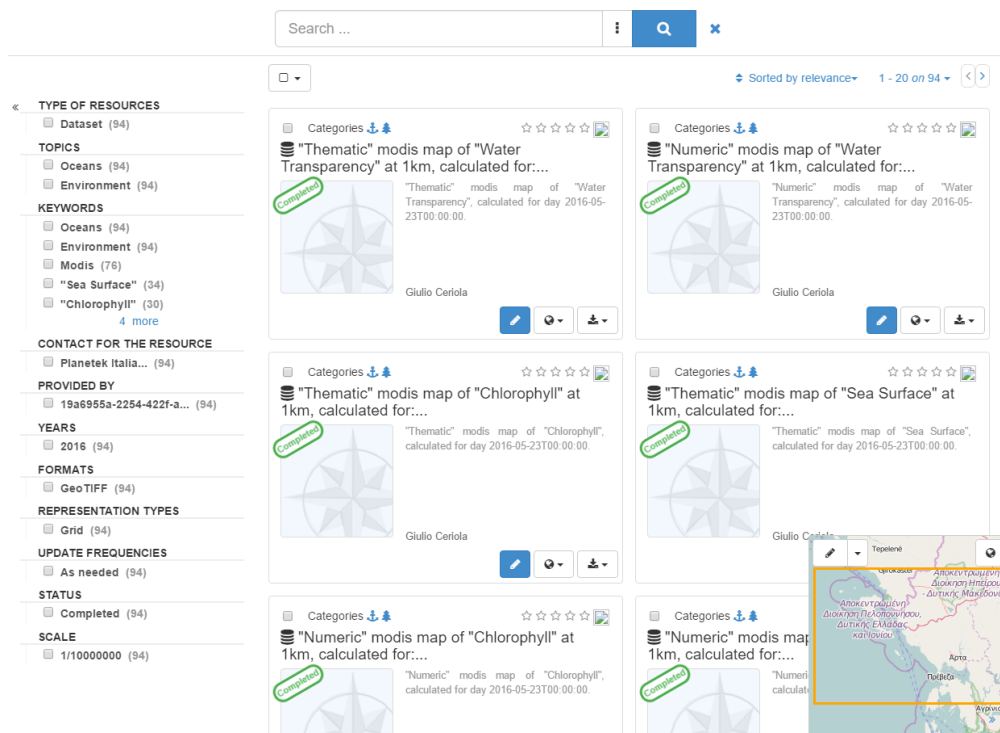 Search ...
Sorted by relevance
1 - 20 on 94
TYPE OF RESOURCES
Dataset (94)
TOPICS
Oceans (94)
Environment (94)
KEYWORDS
Oceans (94)
Environment (94)
Modis (76)
"Sea Surface" (34)
"Chlorophyll" (30)
4 more
CONTACT FOR THE RESOURCE
Planetek Italia... (94)
PROVIDED BY
19a6955a-2254-422f-a... (94)
YEARS
2016 (94)
FORMATS
GeoTIFF (94)
REPRESENTATION TYPES
Grid (94)
UPDATE FREQUENCIES
As needed (94)
STATUS
Completed (94)
SCALE
1/10000000 (94)
Categories
"Thematic" modis map of "Water
Transparency" at 1km, calculated for:...
Completed
"Thematic" modis map of "Water
Transparency", calculated for day 2016-05-
23T00:00:00.
Giulio Ceriola
Categories
"Numeric" modis map of "Water
Transparency" at 1km, calculated for:...
Completed
"Numeric" modis map of "Water
Transparency", calculated for day 2016-05-
23T00:00:00.
Giulio Ceriola
Categories
"Thematic" modis map of "Chlorophyll" at
1km, calculated for:...
Completed
"Thematic" modis map of "Chlorophyll",
calculated for day 2016-05-23T00:00:00.
Giulio Ceriola
Categories
"Thematic" modis map of "Sea Surface" at
1km, calculated for:...
Completed
"Thematic" modis map of "Sea Surface",
calculated for day 2016-05-23T00:00:00.
Giulio
Categories
"Numeric" modis map of "Chlorophyll" at
1km, calculated for:...
Completed
"Numeric" modis map of "Chlorophyll",
calculated for day 2016-05-23T00:00:00.
Categories
"Numeric" modis map
1km, calculated for:...
Completed
Tepelenë
Αποκεντρωμένη
Διοίκηση Ηπείρου
Αποκεντρωμένη
Διοίκηση Πελοποννήσου,
Δυτικής Ελλάδας
και Ιονίου
Άρτα
Πρέβεζα